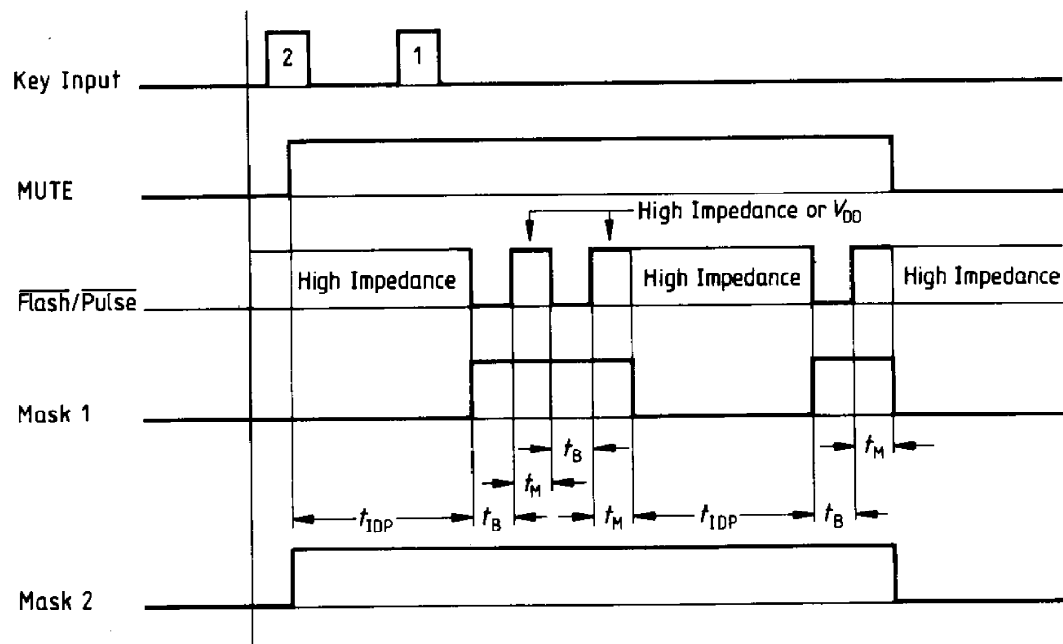 2 1
Key Input
MUTE
High Impedance or V_DD
High Impedance High Impedance High Impedance
Flash/Pulse
Mask 1
t_B t_M
t_M
t_IDP t_B t_M t_IDP t_B
Mask 2